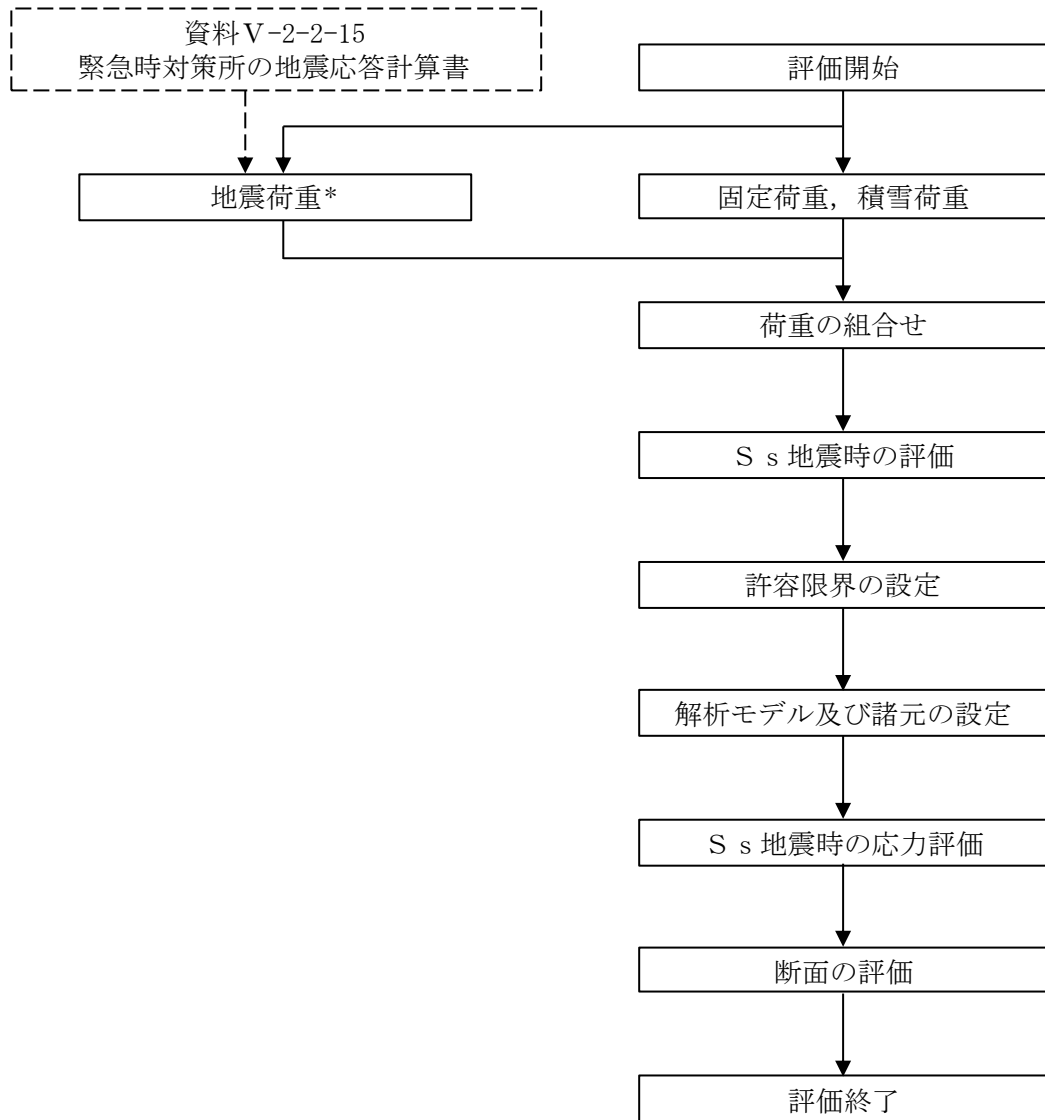 資料Ⅴ-2-2-15
緊急時対策所の地震応答計算書
評価開始
地震荷重*
固定荷重，積雪荷重
荷重の組合せ
Ｓｓ地震時の評価
許容限界の設定
解析モデル及び諸元の設定
Ｓｓ地震時の応力評価
断面の評価
評価終了